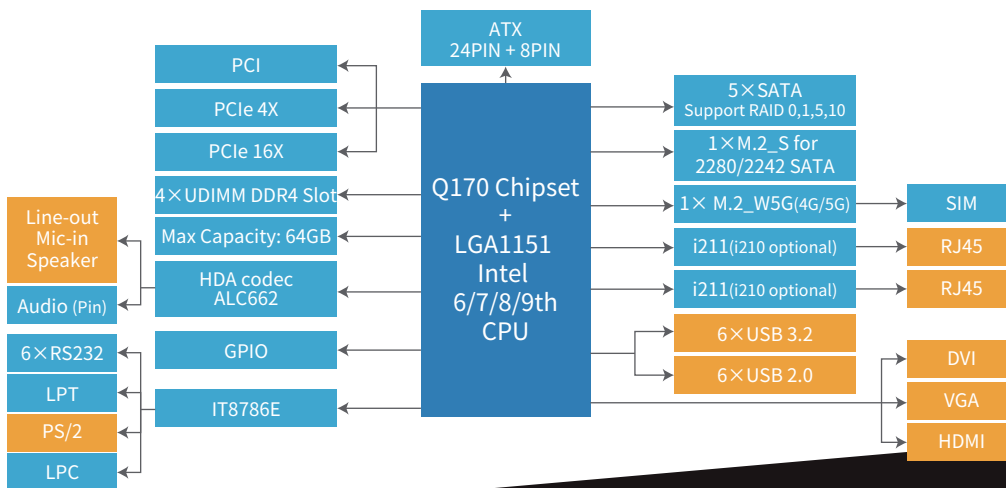 ATX
24PIN + 8PIN
PCI
PCIe 4X
PCIe 16X
4×UDIMM DDR4 Slot
Max Capacity: 64GB
HDA codec
ALC662
GPIO
IT8786E
Line-out
Mic-in
Speaker
Audio (Pin)
6×RS232
LPT
PS/2
LPC
Q170 Chipset
+
LGA1151
Intel
6/7/8/9th
CPU
5×SATA
Support RAID 0,1,5,10
1×M.2_S for
2280/2242 SATA
1× M.2_W5G(4G/5G)
i211(i210 optional)
i211(i210 optional)
6×USB 3.2
6×USB 2.0
SIM
RJ45
RJ45
DVI
VGA
HDMI